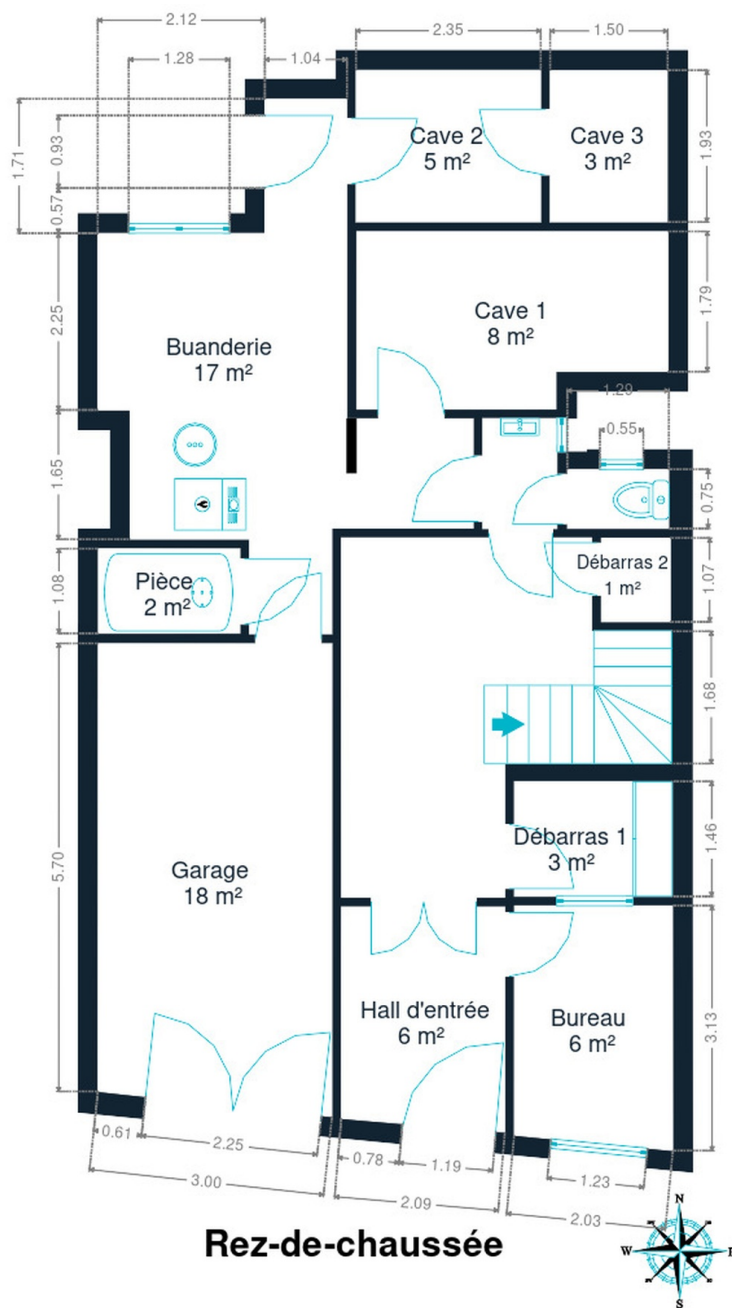 2.12
2.35
1.50
1.28
1.04
1.71
0.93
0.57
Cave 2
5 m²
Cave 3
3 m²
1.93
2.25
Buanderie
17 m²
Cave 1
8 m²
1.79
1.29
0.55
1.65
0.75
1.08
Pièce
2 m²
Débarras 2
1 m²
1.07
1.68
5.70
Garage
18 m²
Débarras 1
3 m²
1.46
Hall d'entrée
6 m²
Bureau
6 m²
3.13
0.61
2.25
3.00
0.78
1.19
2.09
1.23
2.03
Rez-de-chaussée
N
W
E
S